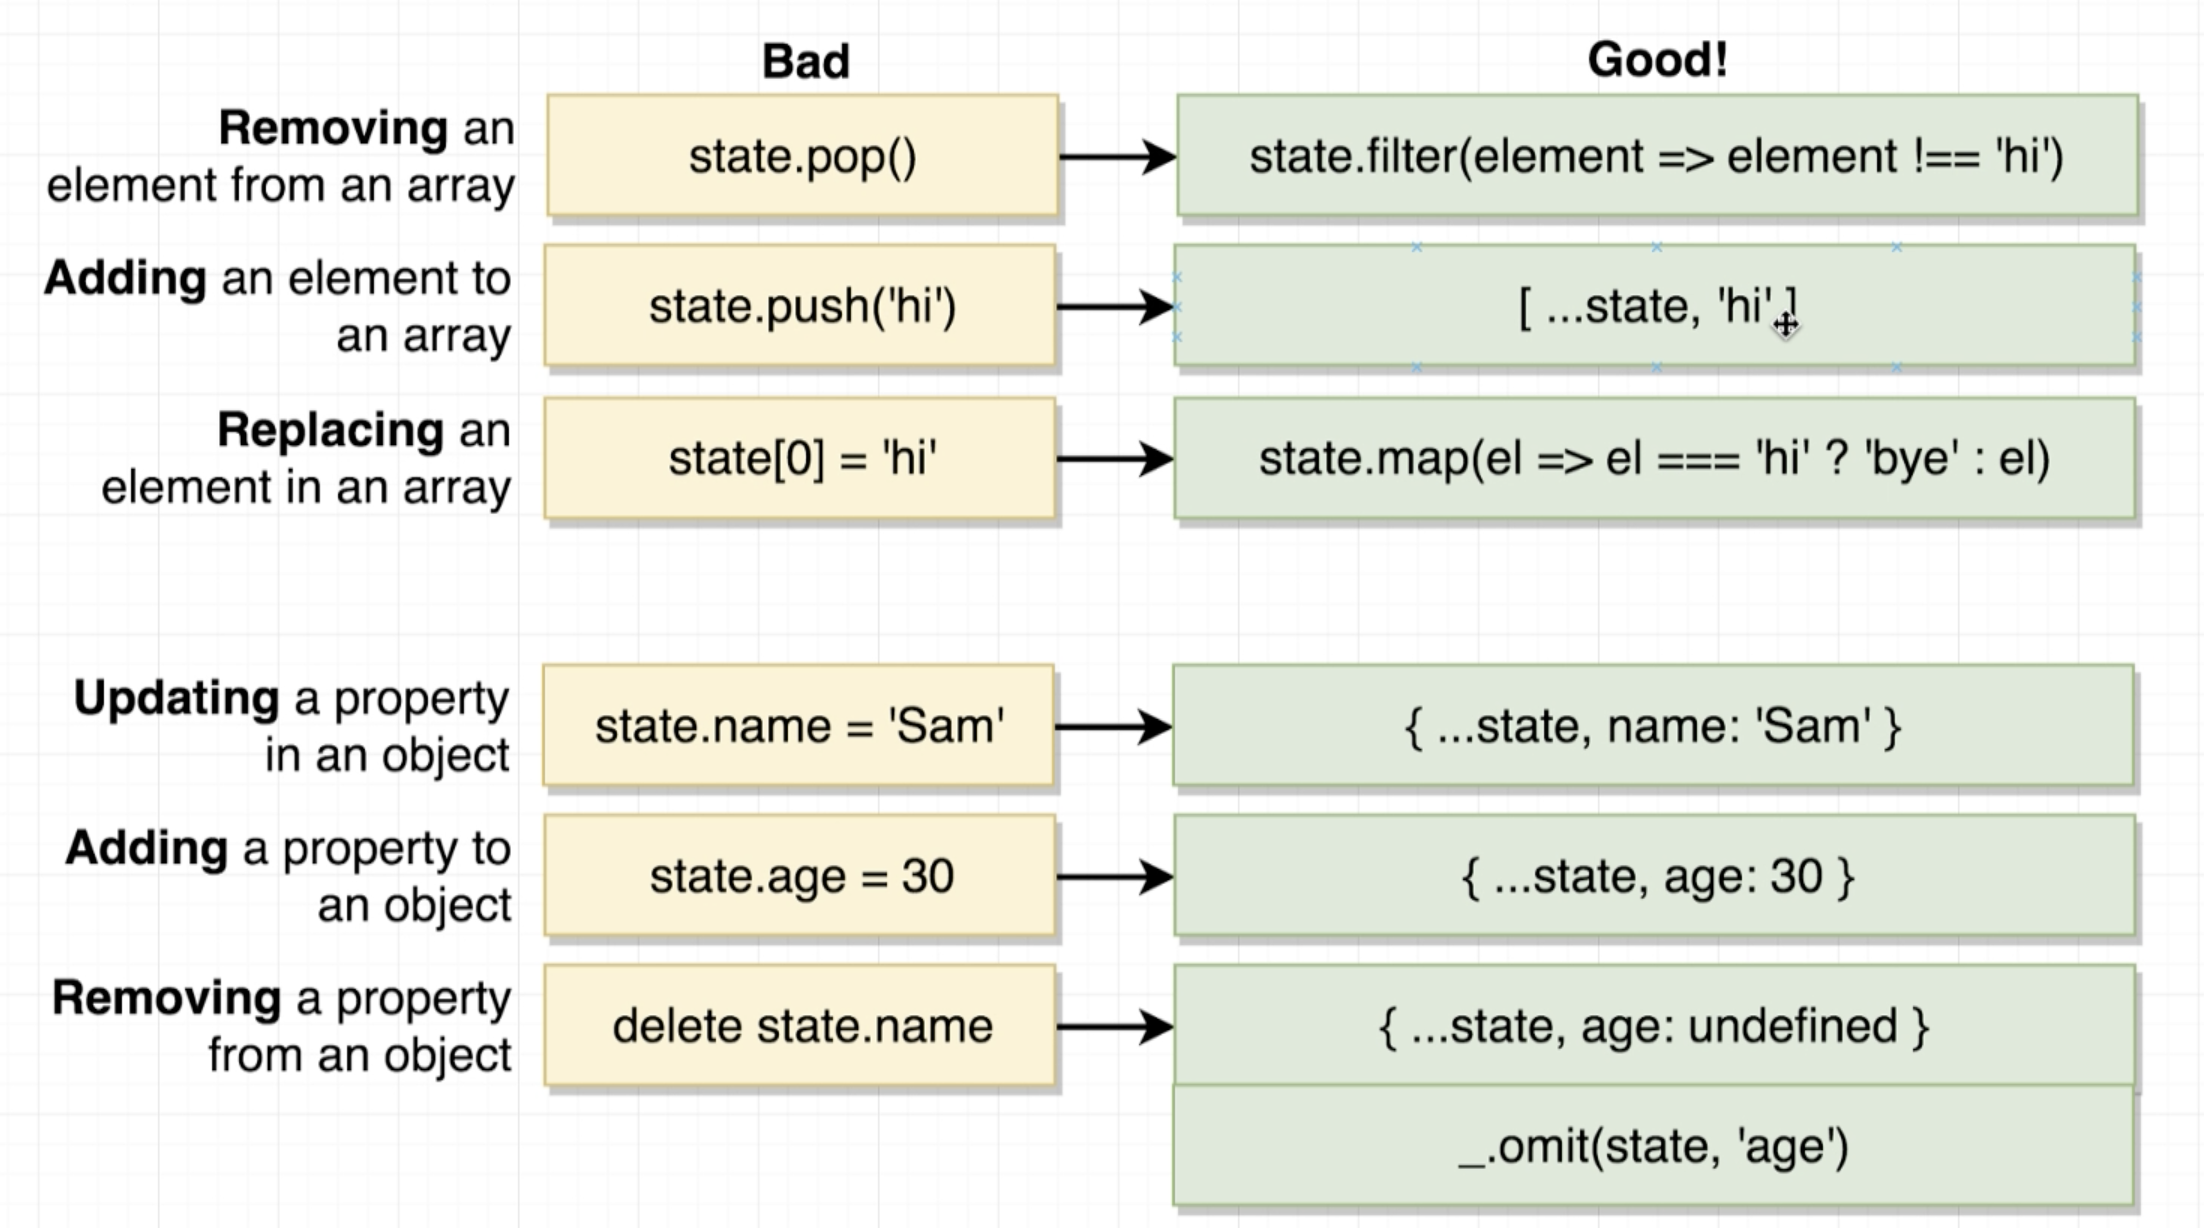 Bad
Good!
Removing an
element from an array
state.pop()
state.filter(element => element !== 'hi')
Adding an element to
an array
state.push('hi')
[ ...state, 'hi' ]
Replacing an
element in an array
state[0] = 'hi'
state.map(el => el === 'hi' ? 'bye' : el)
Updating a property
in an object
state.name = 'Sam'
{ ...state, name: 'Sam' }
Adding a property to
an object
state.age = 30
{ ...state, age: 30 }
Removing a property
from an object
delete state.name
{ ...state, age: undefined }
_.omit(state, 'age')